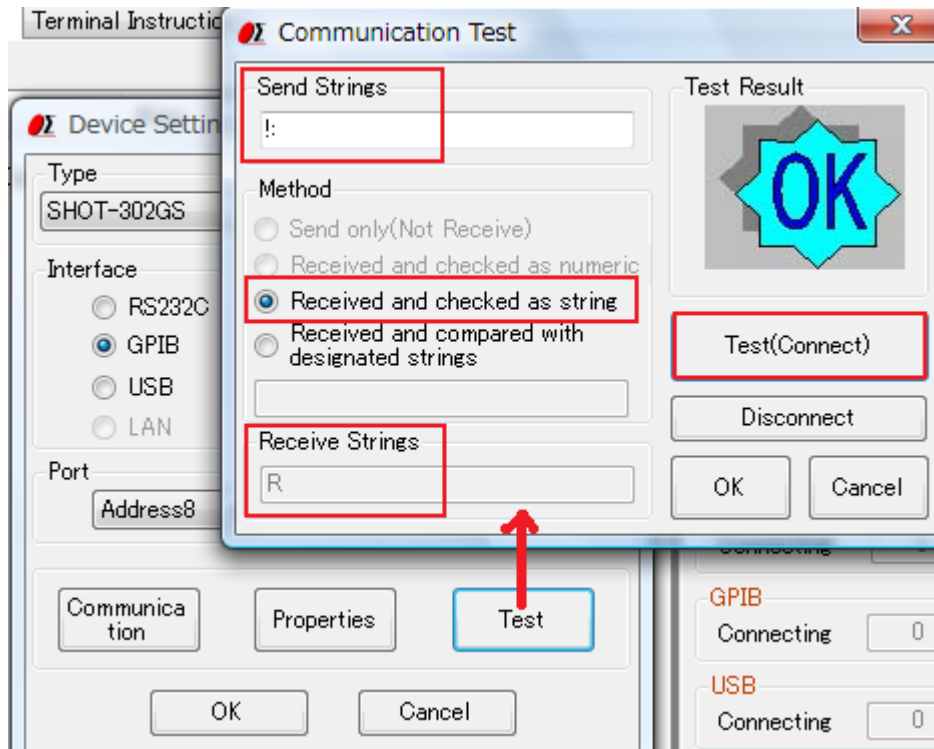 Terminal Instructio
Communication Test
Send Strings
!:
Method
Send only(Not Receive)
Received and checked as numeric
Received and checked as string
Received and compared with
designated strings
Receive Strings
R
Test Result
OK
Test(Connect)
Disconnect
OK
Cancel
Device Settin
Type
SHOT-302GS
Interface
RS232C
GPIB
USB
LAN
Port
Address8
Communica
tion
Properties
Test
OK
Cancel
Connecting
GPIB
Connecting
0
USB
Connecting
0